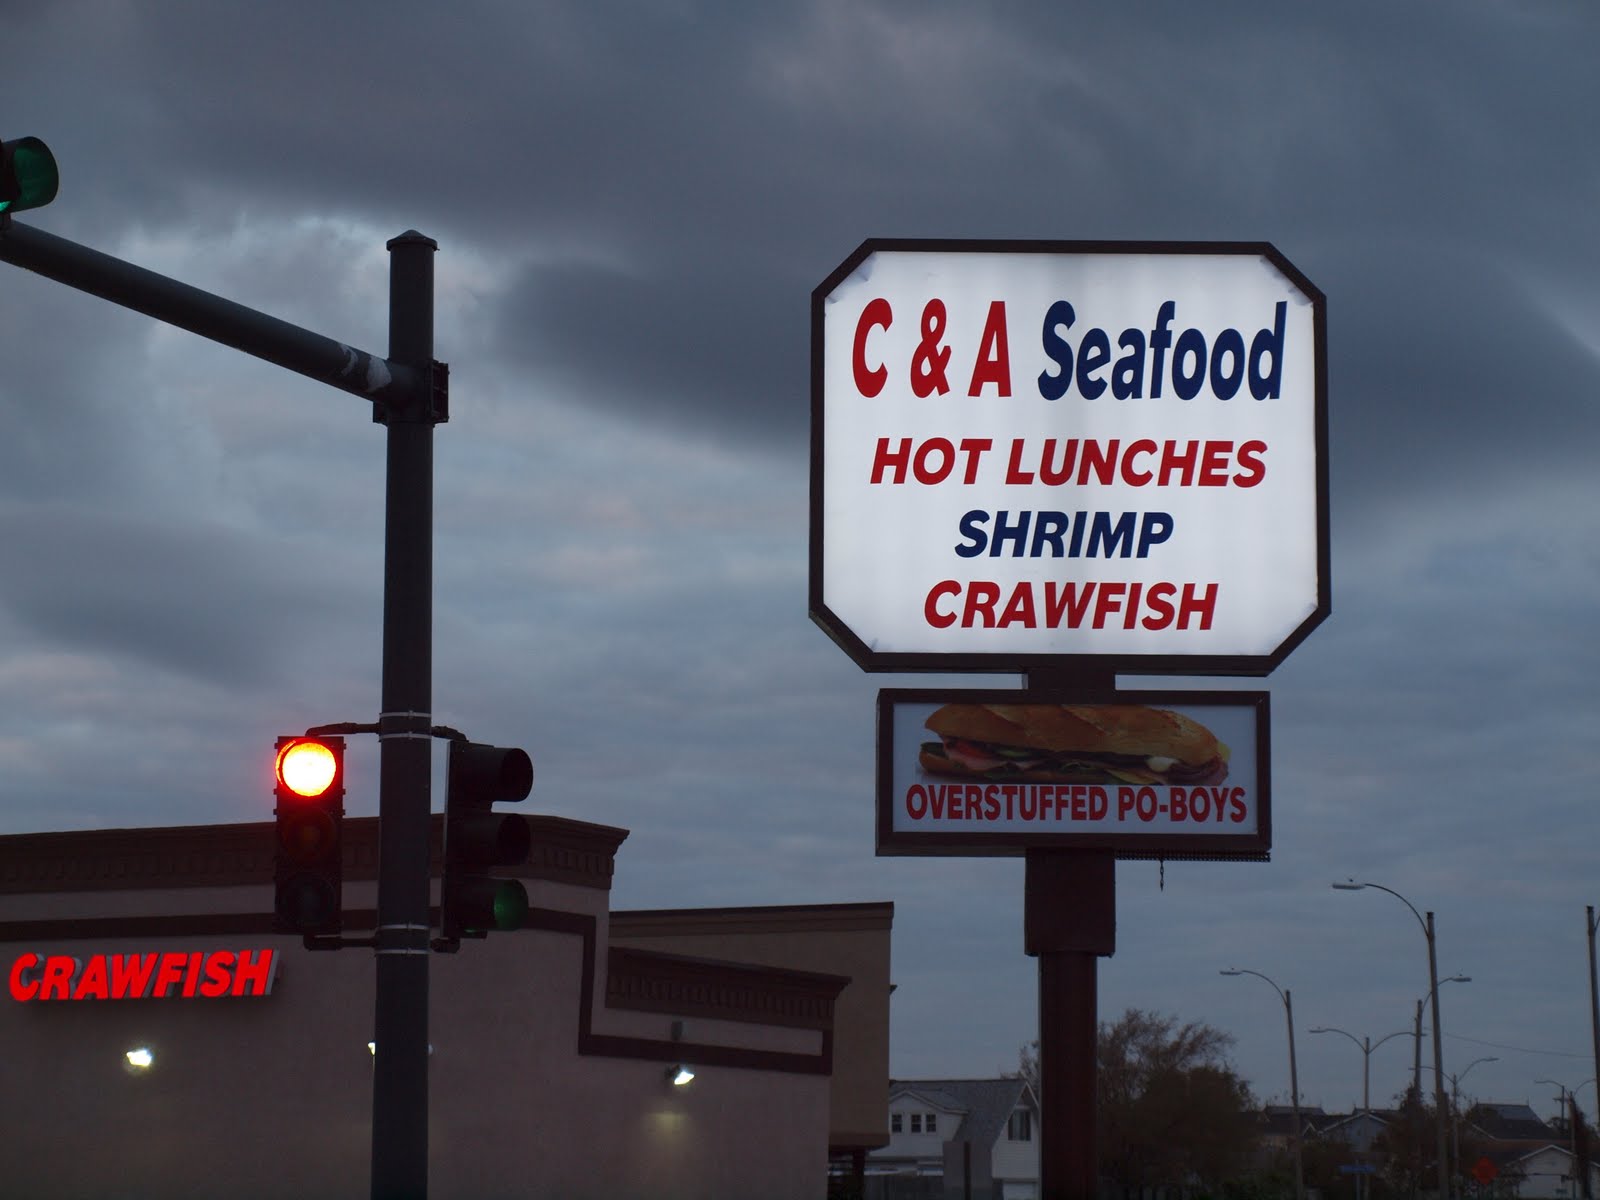 C & A Seafood
HOT LUNCHES
SHRIMP
CRAWFISH
OVERSTUFFED PO-BOYS
CRAWFISH